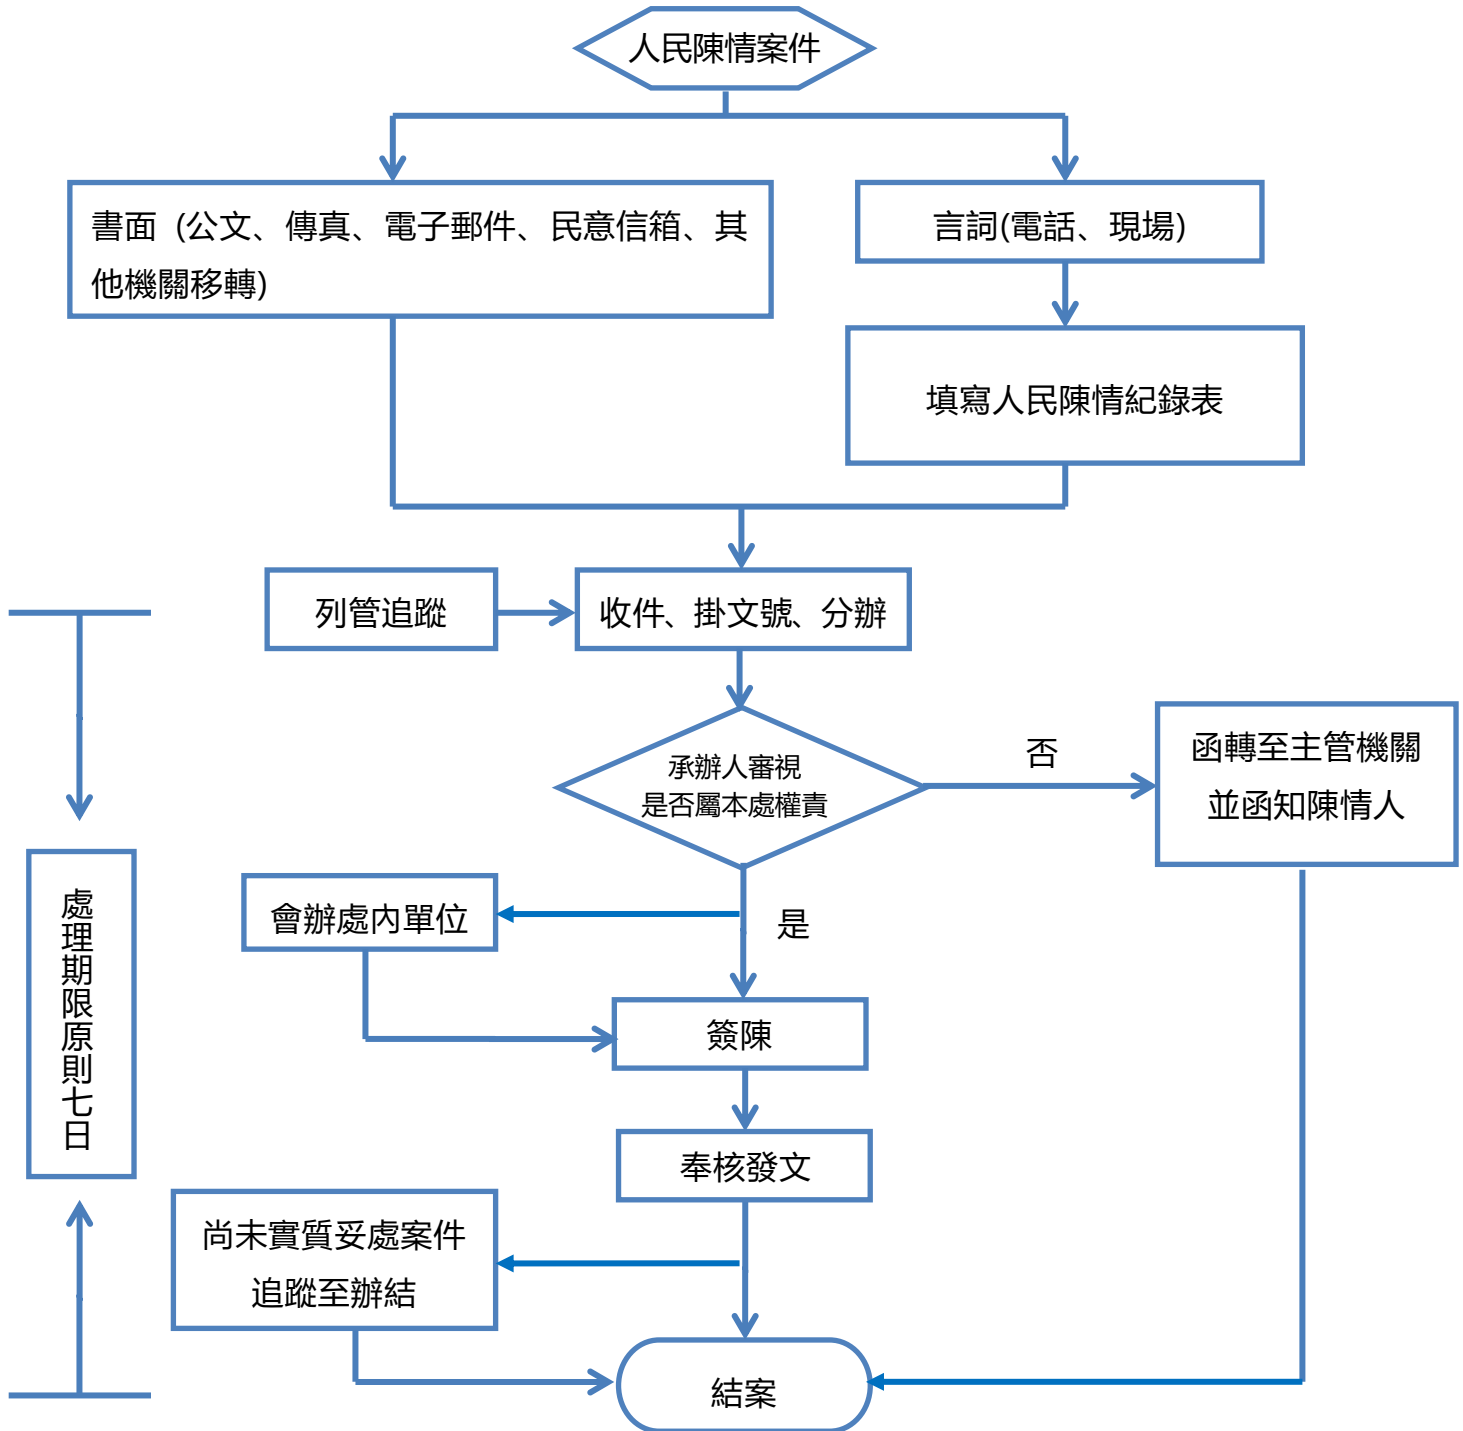 人民陳情案件
書面 (公文、傳真、電子郵件、民意信箱、其
他機關移轉)
言詞(電話、現場)
填寫人民陳情紀錄表
列管追蹤
收件、掛文號、分辦
承辦人審視
是否屬本處權責
否
函轉至主管機關
並函知陳情人
處理期限原則七日
會辦處內單位
是
簽陳
奉核發文
尚未實質妥處案件
追蹤至辦結
結案